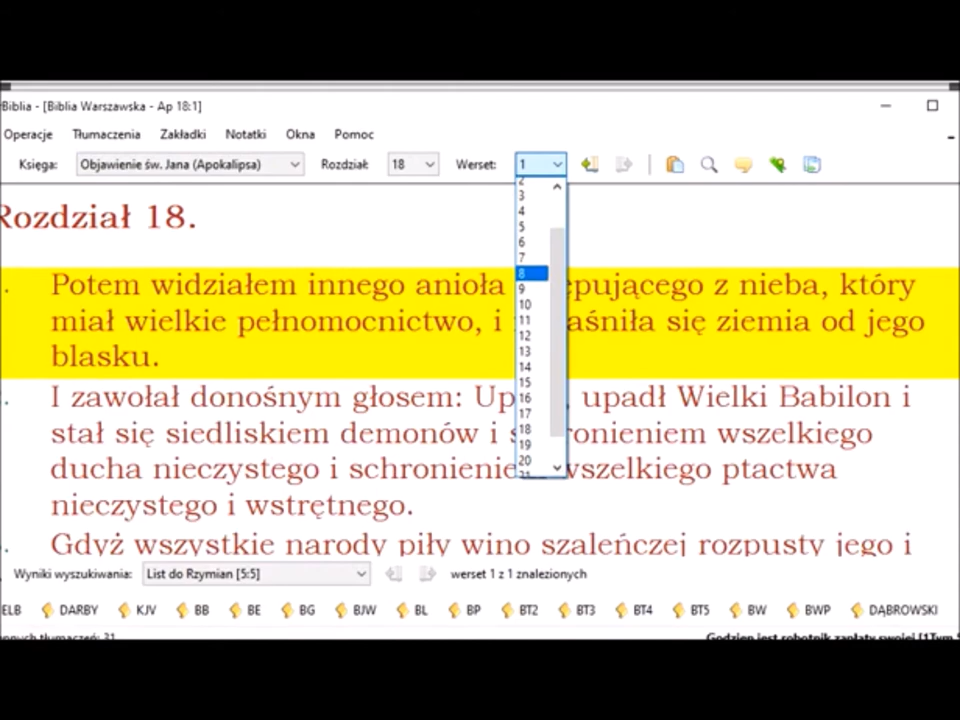 Biblia - [Biblia Warszawska - Ap 18:1]
Operacje Tłumaczenia Zakładki Notatki Okna Pomoc
Księga: Objawienie św. Jana (Apokalipsa) Rozdział: 18 Werset: 1
2
3
4
5
6
7
8
9
10
11
12
13
14
15
16
17
18
19
20
21
Rozdział 18.
Potem widziałem innego anioła z nieba, który
miał wielkie pełnomocnictwo, i się ziemia od jego
blasku.
I zawołał donośnym głosem: upadł Wielki Babilon i
stał się siedliskiem demonów i wszelkiego
ducha nieczystego i wszelkiego ptactwa
nieczystego i wstrętnego.
Gdyż wszystkie narody piły wino szaleńczej rozpusty jego i
Wyniki wyszukiwania: List do Rzymian [5:5] werset 1 z 1 znalezionych
ELB DARBY KJV BB BE BG BJW BL BP BT2 BT3 BT4 BT5 BW BWP DĄBROWSKI
tłumaczeń: 31 Godzien jest robotnik zapłaty swojej [1Tym